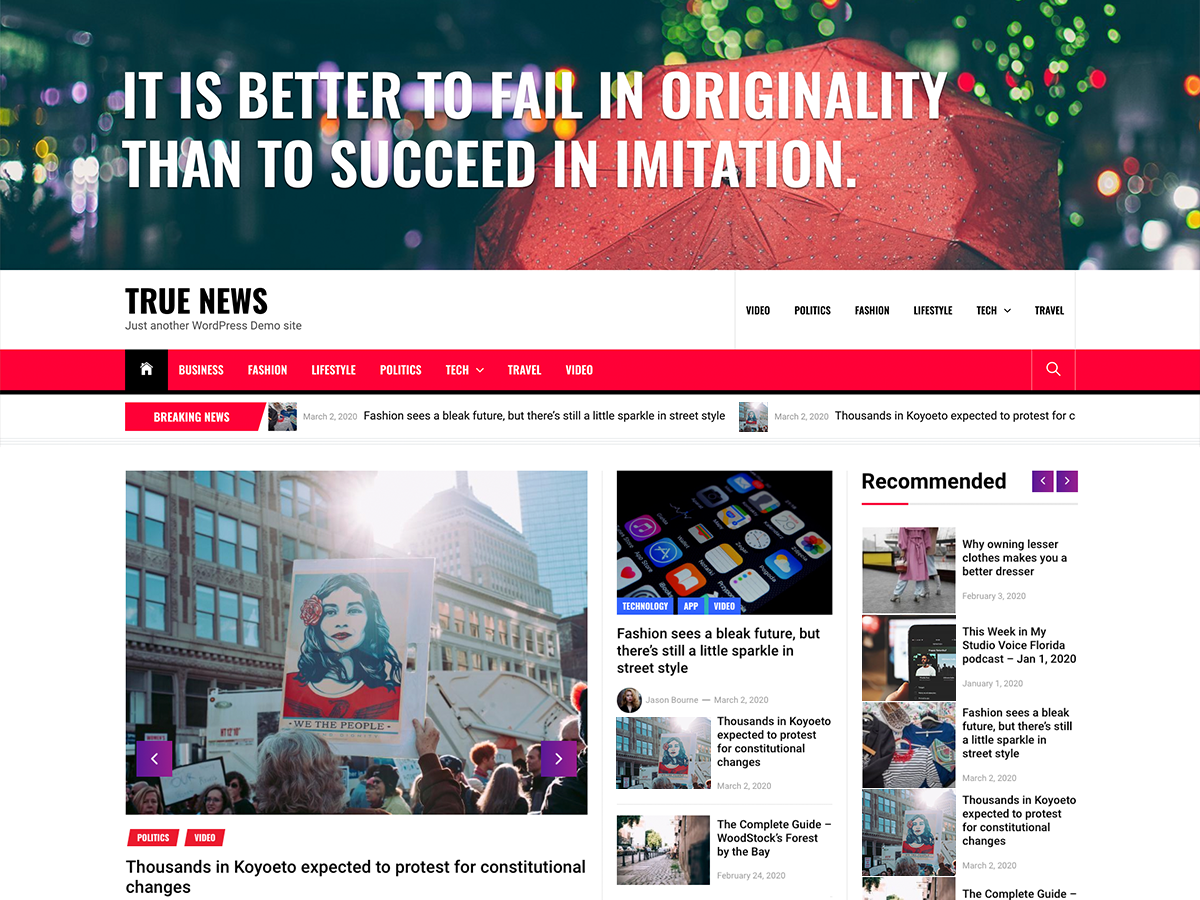 IT IS BETTER TO FAIL IN ORIGINALITY
THAN TO SUCCEED IN IMITATION.
TRUE NEWS
Just another WordPress Demo site
VIDEO POLITICS FASHION LIFESTYLE TECH TRAVEL
BUSINESS FASHION LIFESTYLE POLITICS TECH TRAVEL VIDEO
BREAKING NEWS March 2, 2020 Fashion sees a bleak future, but there’s still a little sparkle in street style March 2, 2020 Thousands in Koyoeto expected to protest for c
WE THE PEOPLE
POLITICS VIDEO
Thousands in Koyoeto expected to protest for constitutional
changes
App Store
TECHNOLOGY APP VIDEO
Fashion sees a bleak future, but
there’s still a little sparkle in
street style
Jason Bourne — March 2, 2020
Thousands in Koyoeto
expected to protest
for constitutional
changes
March 2, 2020
The Complete Guide –
WoodStock’s Forest
by the Bay
February 24, 2020
Recommended
Why owning lesser
clothes makes you a
better dresser
February 3, 2020
This Week in My
Studio Voice Florida
podcast – Jan 1, 2020
January 1, 2020
Fashion sees a bleak
future, but there’s still
a little sparkle in
street style
March 2, 2020
Thousands in Koyoeto
expected to protest
for constitutional
changes
March 2, 2020
The Complete Guide –